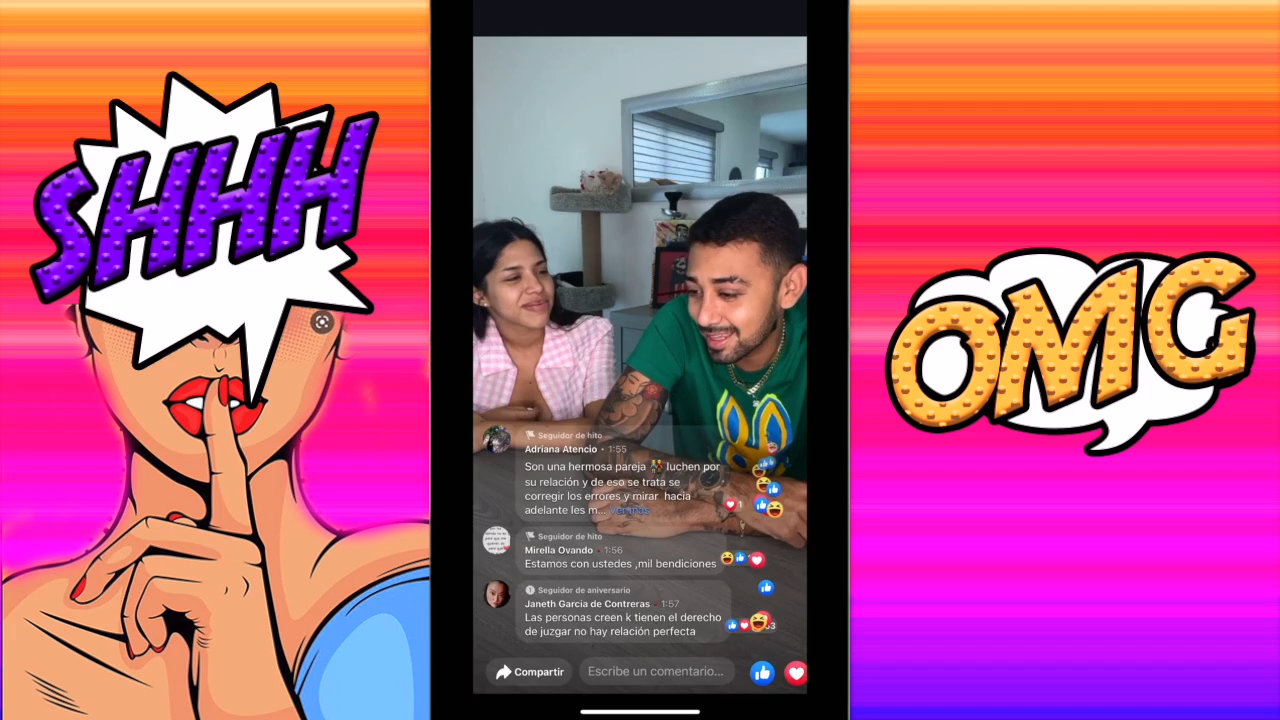 SHHH
OMG
Seguidor de hito
Adriana Atencio · 1:55
Son una hermosa pareja luchen por
su relación y de eso se trata se
corregir los errores y mirar hacia
adelante les m... Ver más
1
Seguidor de hito
Mirella Ovando · 1:56
Estamos con ustedes ,mil bendiciones
Seguidor de aniversario
Janeth Garcia de Contreras · 1:57
Las personas creen k tienen el derecho
de juzgar no hay relación perfecta
Compartir
Escribe un comentario...